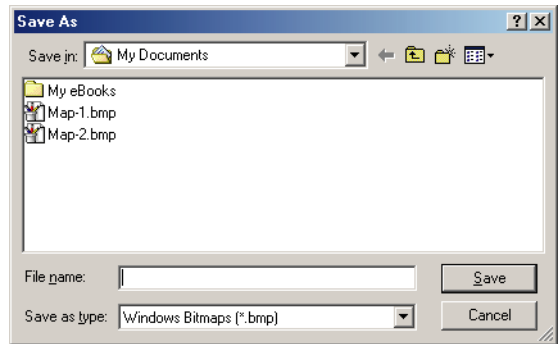 Save As
Save in: My Documents
My eBooks
Map-1.bmp
Map-2.bmp
File name: Save
Save as type: Windows Bitmaps (*.bmp) Cancel